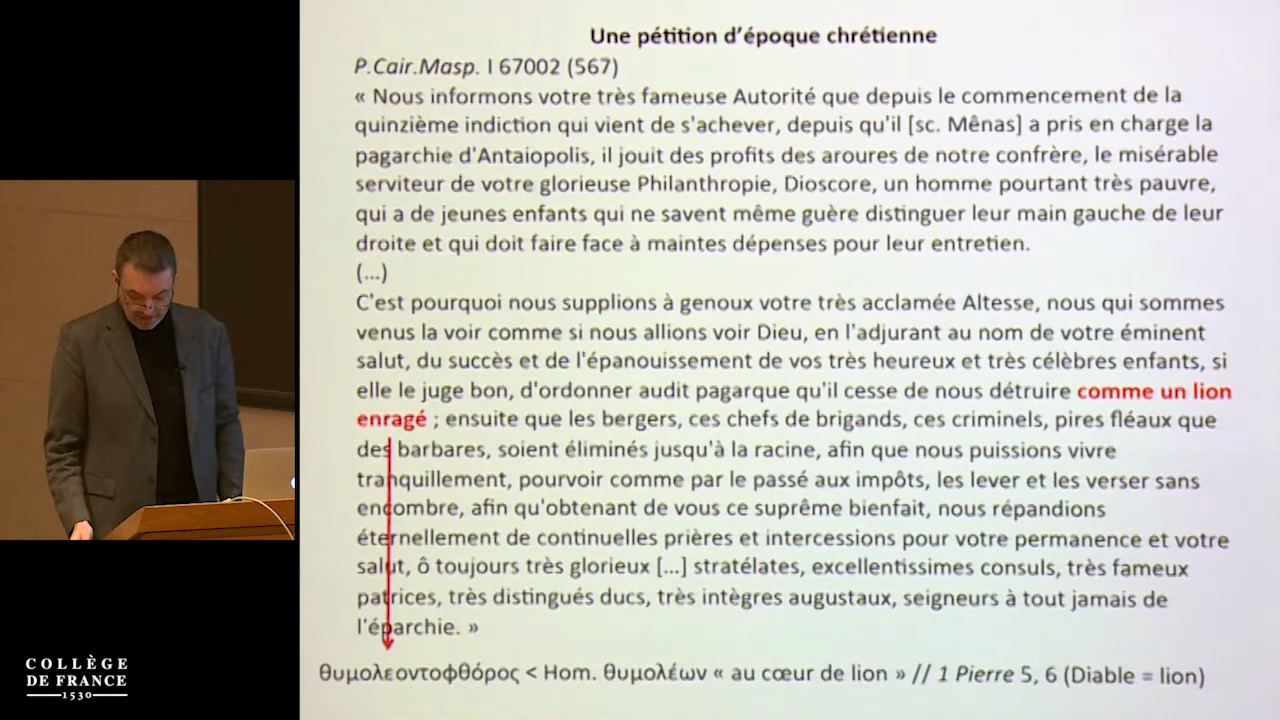 Une pétition d'époque chrétienne
P.Cair.Masp. I 67002 (567)
« Nous informons votre très fameuse Autorité que depuis le commencement de la
quinzième indiction qui vient de s'achever, depuis qu'il [sc. Mênas] a pris en charge la
pagarchie d'Antaiopolis, il jouit des profits des aroures de notre confrère, le misérable
serviteur de votre glorieuse Philanthropie, Dioscore, un homme pourtant très pauvre,
qui a de jeunes enfants qui ne savent même guère distinguer leur main gauche de leur
droite et qui doit faire face à maintes dépenses pour leur entretien.
(...)
C'est pourquoi nous supplions à genoux votre très acclamée Altesse, nous qui sommes
venus la voir comme si nous allions voir Dieu, en l'adjurant au nom de votre éminent
salut, du succès et de l'épanouissement de vos très heureux et très célèbres enfants, si
elle le juge bon, d'ordonner audit pagarque qu'il cesse de nous détruire comme un lion
enragé ; ensuite que les bergers, ces chefs de brigands, ces criminels, pires fléaux que
des barbares, soient éliminés jusqu'à la racine, afin que nous puissions vivre
tranquillement, pourvoir comme par le passé aux impôts, les lever et les verser sans
encombre, afin qu'obtenant de vous ce suprême bienfait, nous répandions
éternellement de continuelles prières et intercessions pour votre permanence et votre
salut, ô toujours très glorieux [...] stratélates, excellentissimes consuls, très fameux
patrices, très distingués ducs, très intègres augustaux, seigneurs à tout jamais de
l'éparchie. »
θυμολεοντοφθόρος < Hom. θυμολέων « au cœur de lion » // 1 Pierre 5, 6 (Diable = lion)
COLLÈGE
DE FRANCE
1530